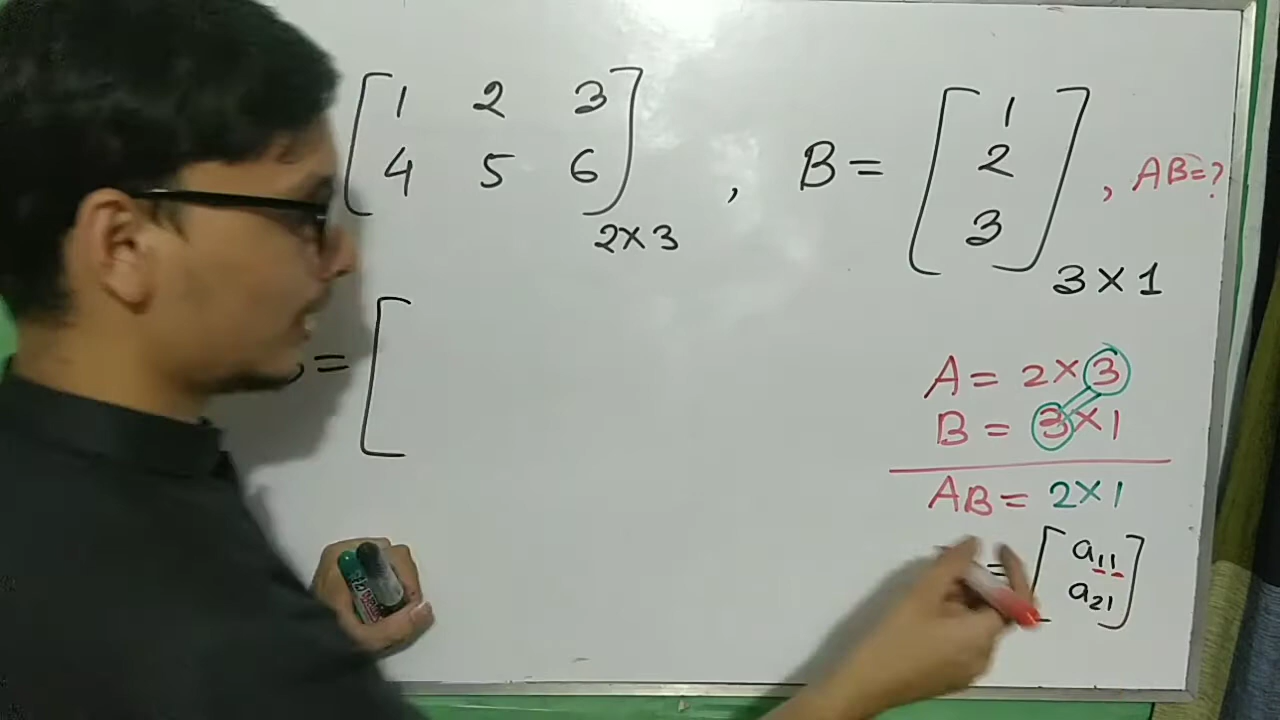 [1 2 3
4 5 6] 2×3 , B = [1
2
3] 3×1 , AB=?
=[
A = 2×3
B = 3×1
AB = 2×1
= [a₁₁
a₂₁]